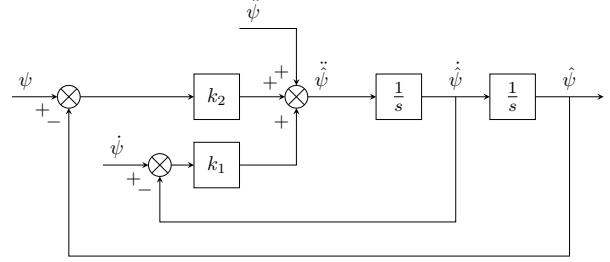 ψ̈
ψ + − k₂ + + + ψ̂̈ 1/s ψ̂̇ 1/s ψ̂
ψ̇ + − k₁